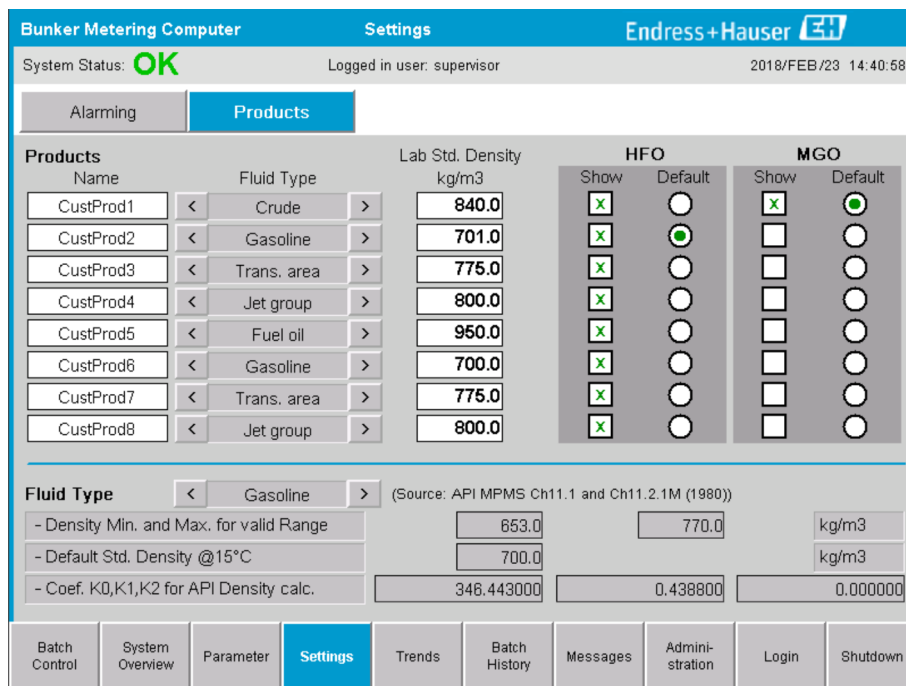 Bunker Metering Computer Settings Endress+Hauser EH
System Status: OK Logged in user: supervisor 2018/FEB/23 14:40:58
Alarming Products
Products Lab Std. Density HFO MGO
Name Fluid Type kg/m3 Show Default Show Default
CustProd1 < Crude > 840.0 x x
CustProd2 < Gasoline > 701.0 x
CustProd3 < Trans. area > 775.0 x
CustProd4 < Jet group > 800.0 x
CustProd5 < Fuel oil > 950.0 x
CustProd6 < Gasoline > 700.0 x
CustProd7 < Trans. area > 775.0 x
CustProd8 < Jet group > 800.0 x
Fluid Type < Gasoline > (Source: API MPMS Ch11.1 and Ch11.2.1M (1980))
- Density Min. and Max. for valid Range 653.0 770.0 kg/m3
- Default Std. Density @15°C 700.0 kg/m3
- Coef. K0,K1,K2 for API Density calc. 346.443000 0.438800 0.000000
Batch Control System Overview Parameter Settings Trends Batch History Messages Admini-stration Login Shutdown